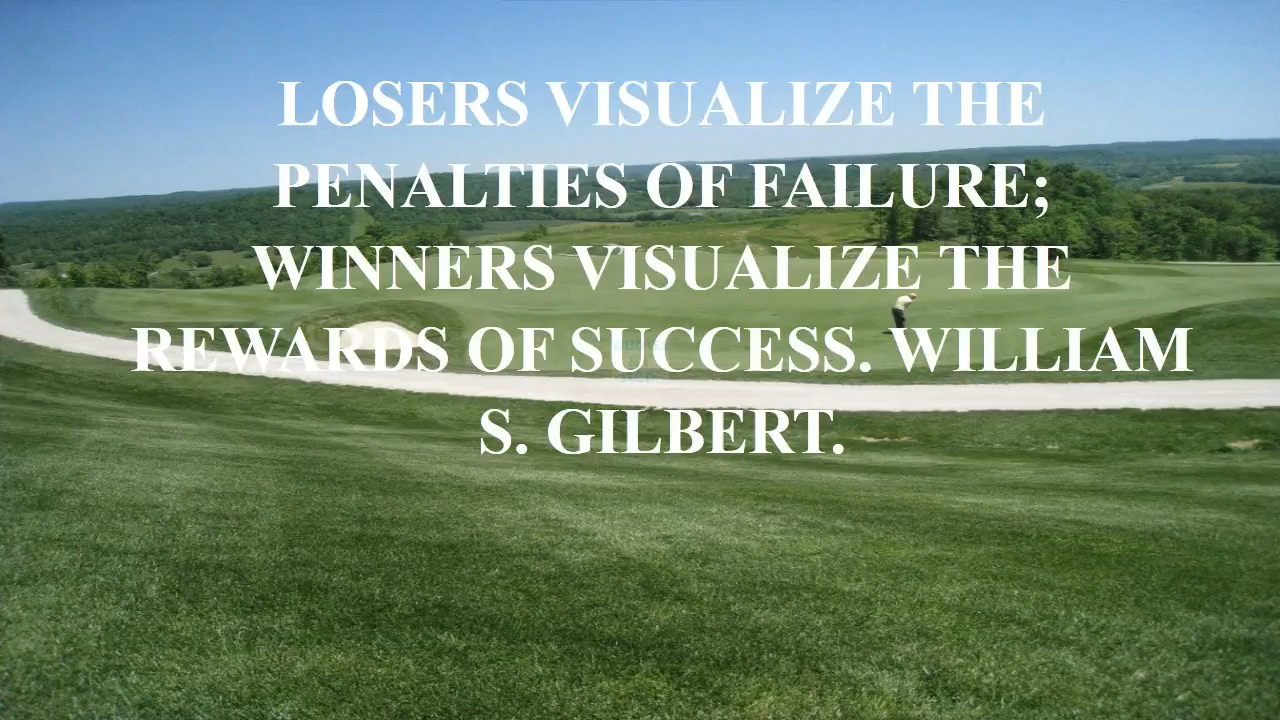 LOSERS VISUALIZE THE
PENALTIES OF FAILURE;
WINNERS VISUALIZE THE
REWARDS OF SUCCESS. WILLIAM
S. GILBERT.